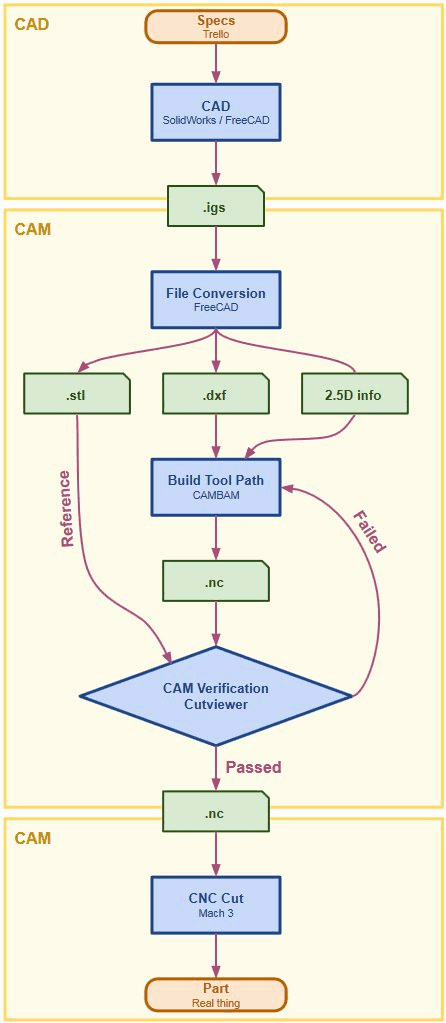 CAD
Specs
Trello
CAD
SolidWorks / FreeCAD
.igs
CAM
File Conversion
FreeCAD
.stl
.dxf
2.5D info
Build Tool Path
CAMBAM
Reference
Failed
.nc
CAM Verification
Cutviewer
Passed
.nc
CAM
CNC Cut
Mach 3
Part
Real thing